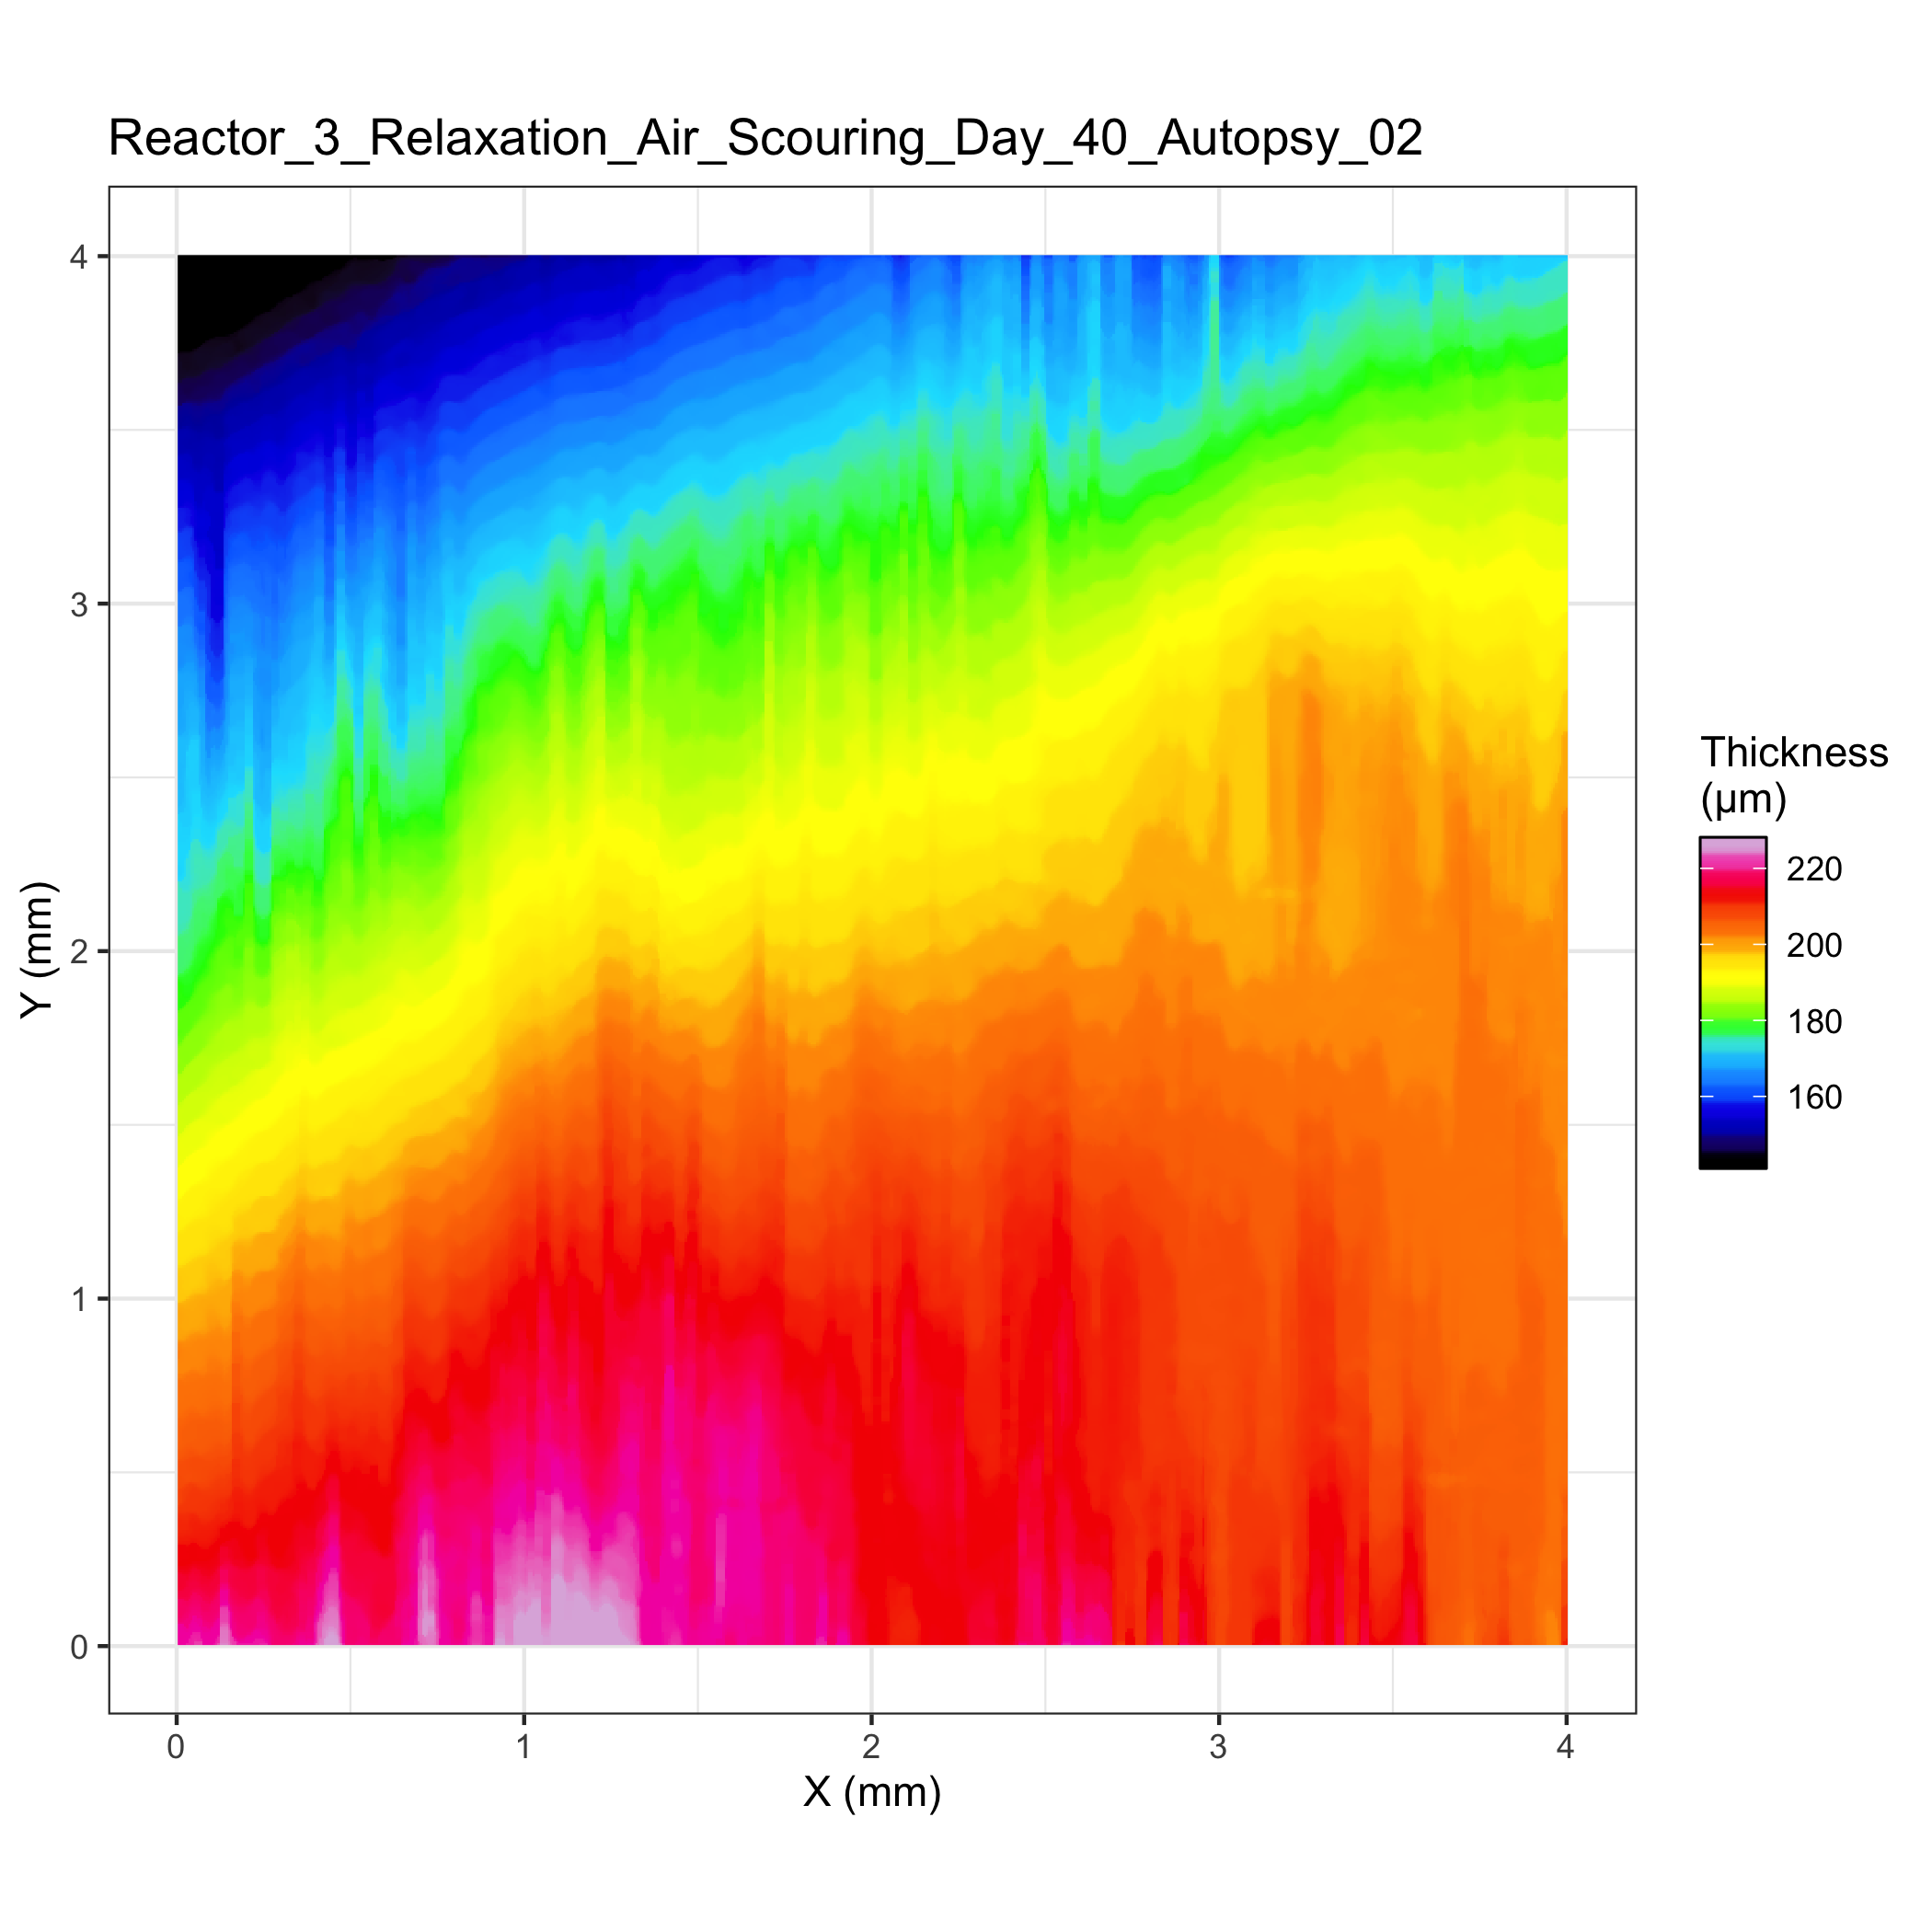 Reactor_3_Relaxation_Air_Scouring_Day_40_Autopsy_02
4
3
2
1
0
Y (mm)
0 1 2 3 4
X (mm)
Thickness
(μm)
220
200
180
160